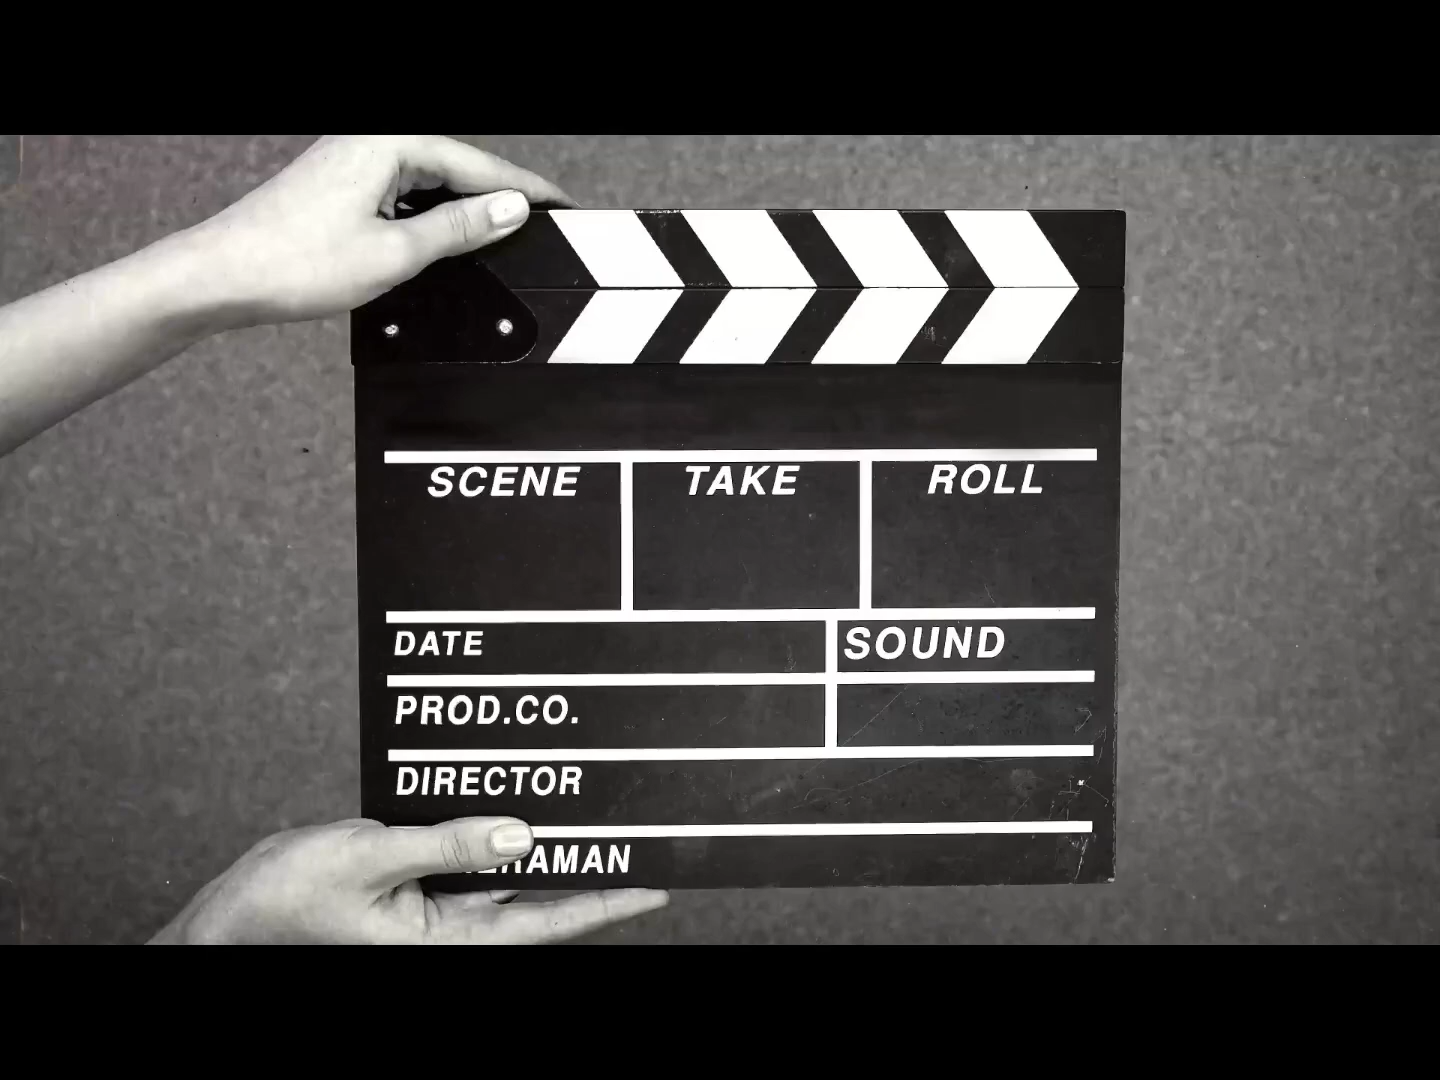 SCENE TAKE ROLL
DATE SOUND
PROD.CO.
DIRECTOR